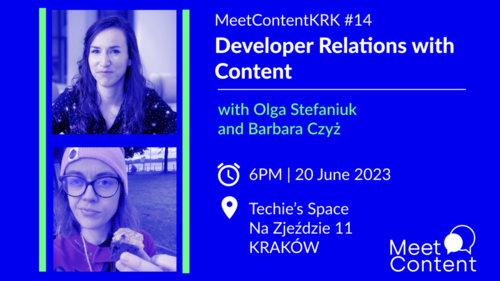 MeetContentKRK #14
Developer Relations with
Content
with Olga Stefaniuk
and Barbara Czyż
6PM | 20 June 2023
Techie's Space
Na Zjeździe 11
KRAKÓW
Meet
Content